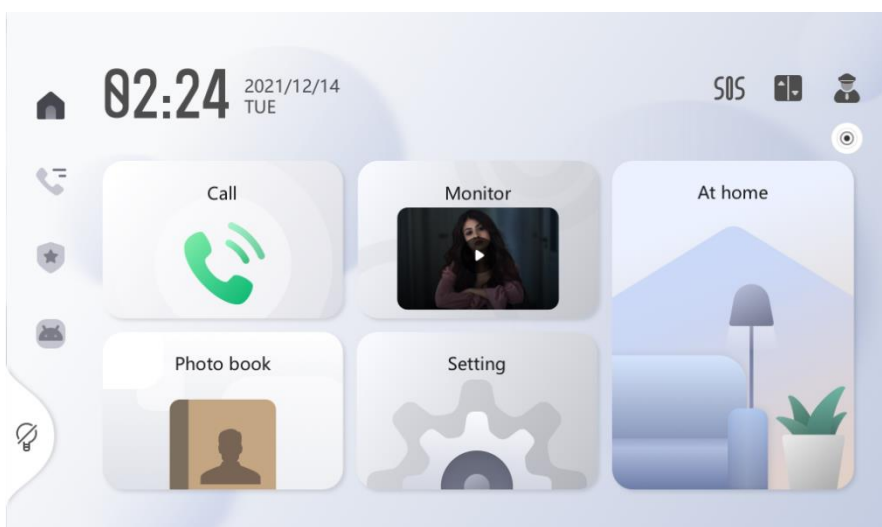 02:24
2021/12/14
TUE
SOS
Call
Monitor
At home
Photo book
Setting